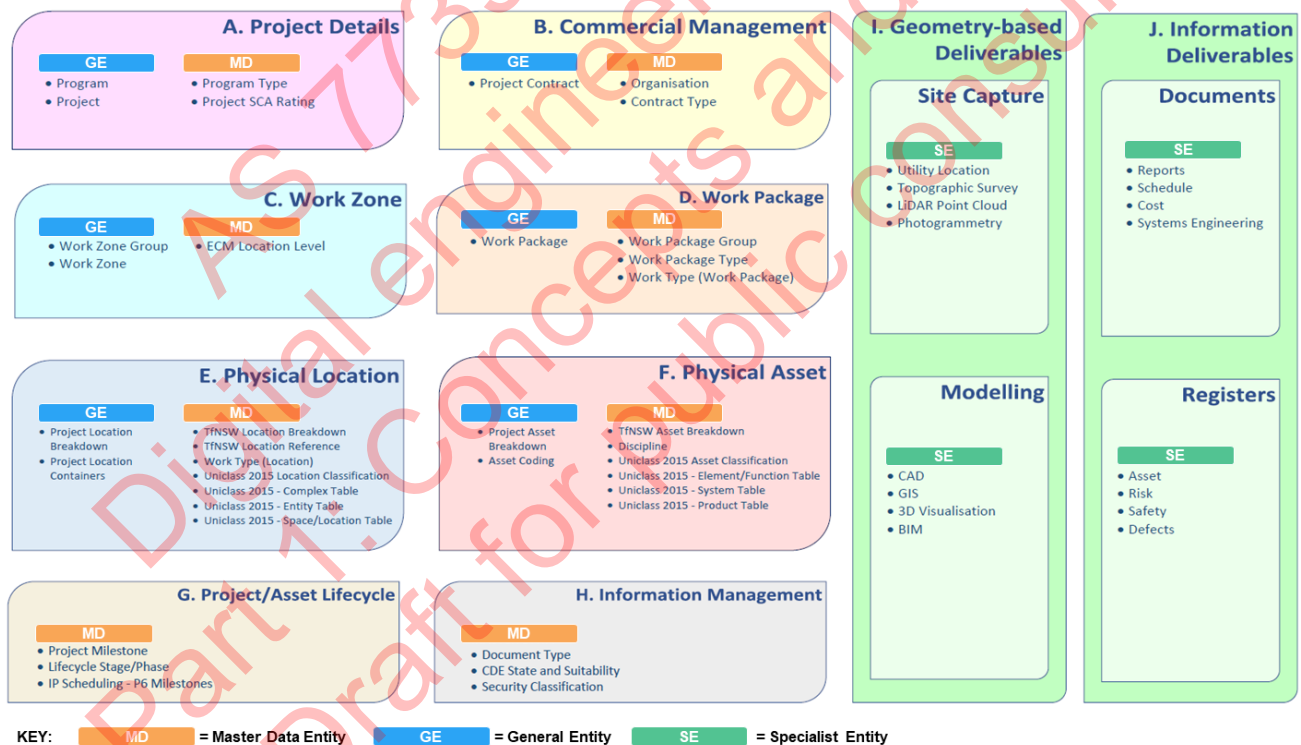 A. Project Details
GE
• Program
• Project
MD
• Program Type
• Project SCA Rating
B. Commercial Management
GE
• Project Contract
MD
• Organisation
• Contract Type
C. Work Zone
GE
• Work Zone Group
• Work Zone
MD
• ECM Location Level
D. Work Package
GE
• Work Package
MD
• Work Package Group
• Work Package Type
• Work Type (Work Package)
E. Physical Location
GE
• Project Location
Breakdown
• Project Location
Containers
MD
• TfNSW Location Breakdown
• TfNSW Location Reference
• Work Type (Location)
• Uniclass 2015 Location Classification
• Uniclass 2015 - Complex Table
• Uniclass 2015 - Entity Table
• Uniclass 2015 - Space/Location Table
F. Physical Asset
GE
• Project Asset
Breakdown
• Asset Coding
MD
• TfNSW Asset Breakdown
• Discipline
• Uniclass 2015 Asset Classification
• Uniclass 2015 - Element/Function Table
• Uniclass 2015 - System Table
• Uniclass 2015 - Product Table
G. Project/Asset Lifecycle
MD
• Project Milestone
• Lifecycle Stage/Phase
• IP Scheduling - P6 Milestones
H. Information Management
MD
• Document Type
• CDE State and Suitability
• Security Classification
I. Geometry-based
Deliverables
Site Capture
SE
• Utility Location
• Topographic Survey
• LiDAR Point Cloud
• Photogrammetry
Modelling
SE
• CAD
• GIS
• 3D Visualisation
• BIM
J. Information
Deliverables
Documents
SE
• Reports
• Schedule
• Cost
• Systems Engineering
Registers
SE
• Asset
• Risk
• Safety
• Defects
KEY:
MD
= Master Data Entity
GE
= General Entity
SE
= Specialist Entity
AS 773
Digital engineer
Part 1: Concepts and
Draft for public consu